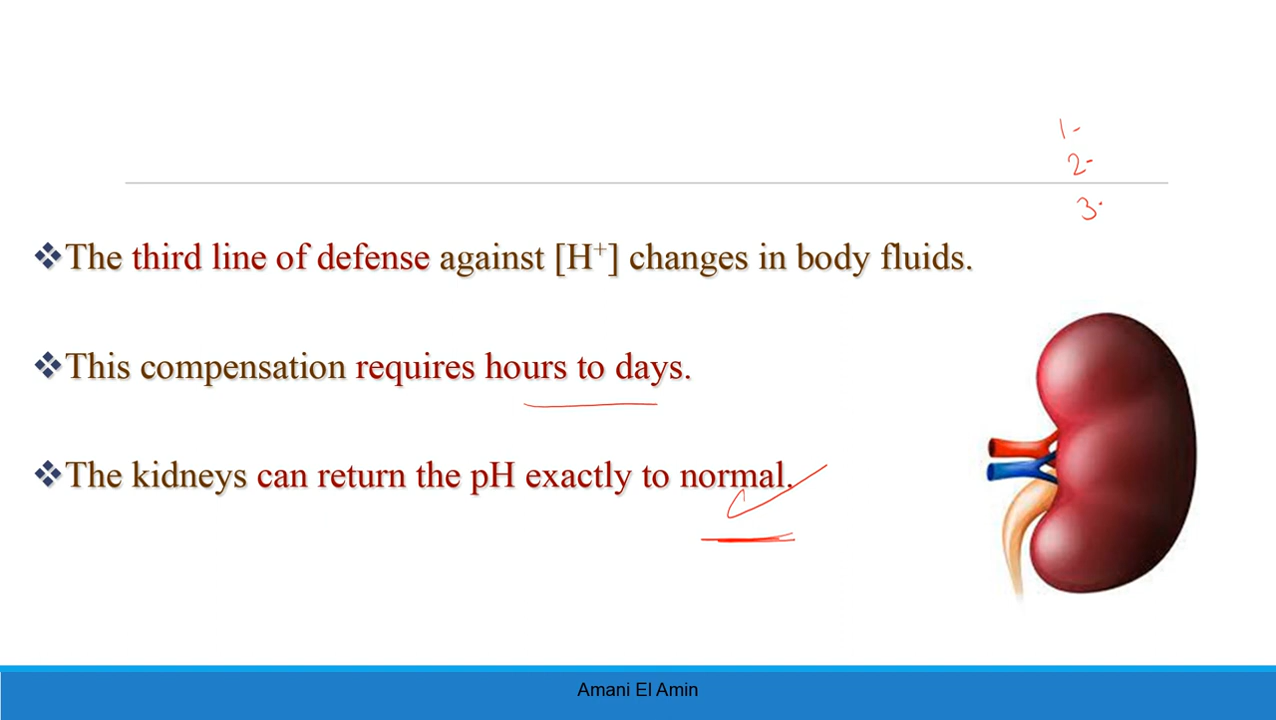 1-
2-
3-
❖The third line of defense against [H⁺] changes in body fluids.
❖This compensation requires hours to days.
❖The kidneys can return the pH exactly to normal.
Amani El Amin